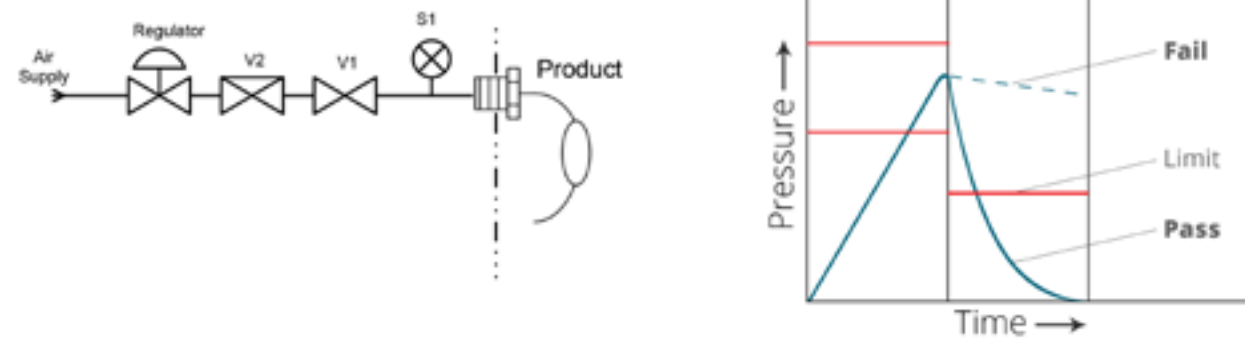 Air
Supply
Regulator
V2
V1
S1
Product
Pressure
Fail
Limit
Pass
Time